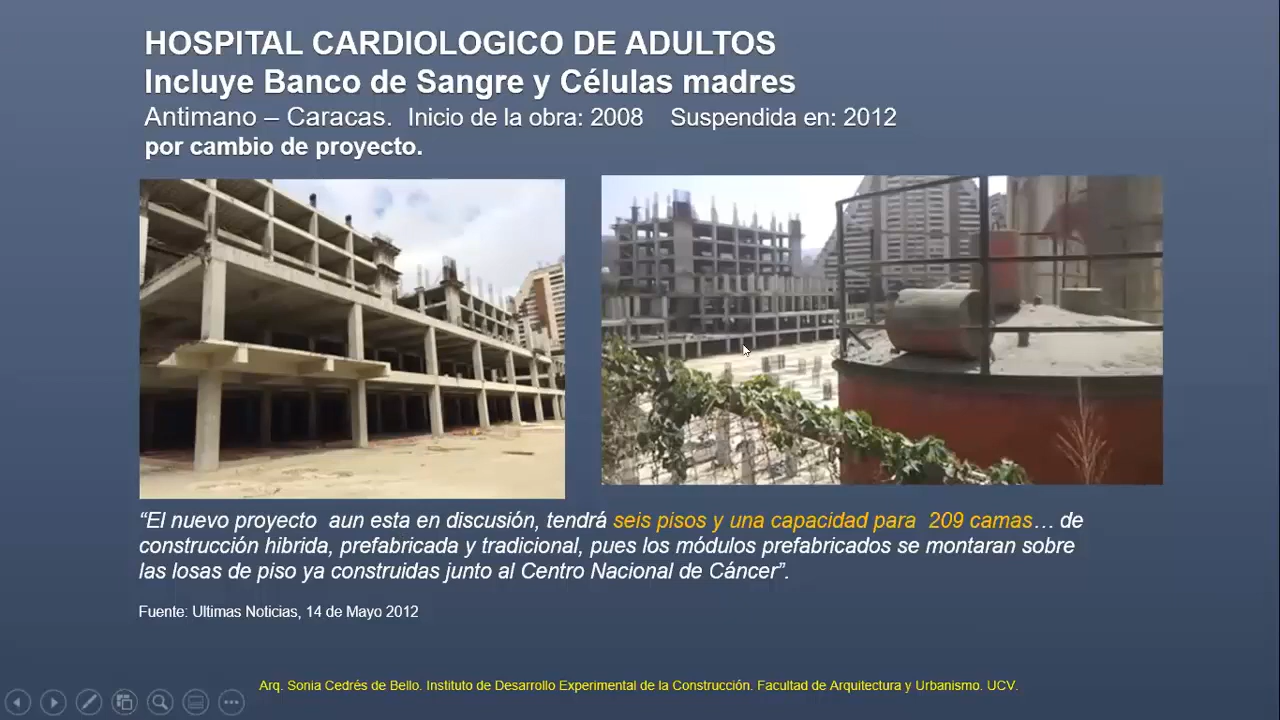 HOSPITAL CARDIOLOGICO DE ADULTOS
Incluye Banco de Sangre y Células madres
Antimano – Caracas.  Inicio de la obra: 2008    Suspendida en: 2012
por cambio de proyecto.
“El nuevo proyecto  aun esta en discusión, tendrá seis pisos y una capacidad para  209 camas… de
construcción hibrida, prefabricada y tradicional, pues los módulos prefabricados se montaran sobre
las losas de piso ya construidas junto al Centro Nacional de Cáncer”.
Fuente: Ultimas Noticias, 14 de Mayo 2012
Arq. Sonia Cedrés de Bello. Instituto de Desarrollo Experimental de la Construcción. Facultad de Arquitectura y Urbanismo. UCV.